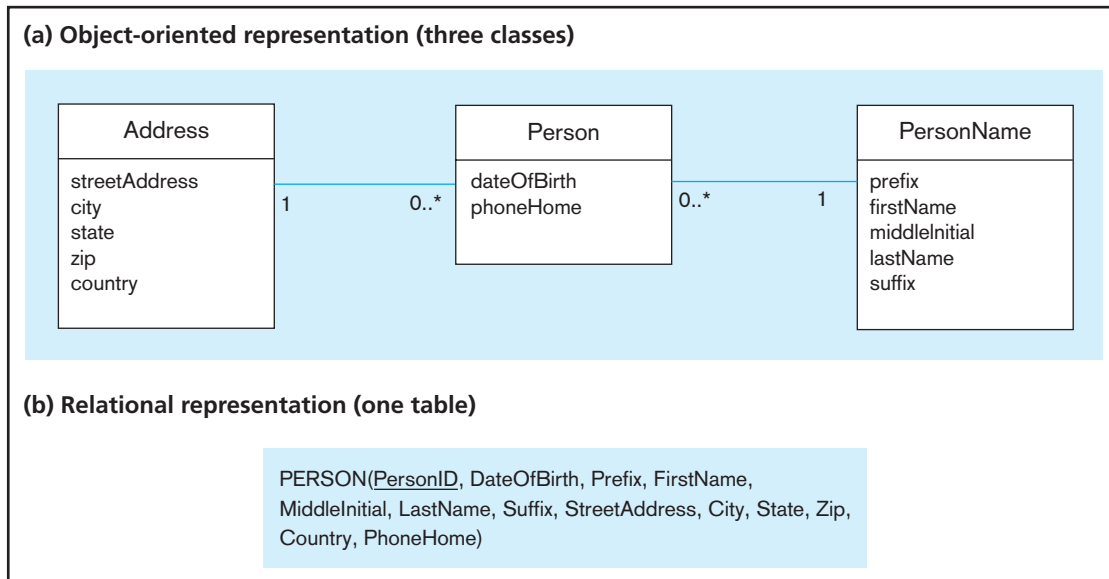 (a) Object-oriented representation (three classes)
Address
streetAddress
city
state
zip
country
1
0..*
Person
dateOfBirth
phoneHome
0..*
1
PersonName
prefix
firstName
middleInitial
lastName
suffix
(b) Relational representation (one table)
PERSON(PersonID, DateOfBirth, Prefix, FirstName,
MiddleInitial, LastName, Suffix, StreetAddress, City, State, Zip,
Country, PhoneHome)